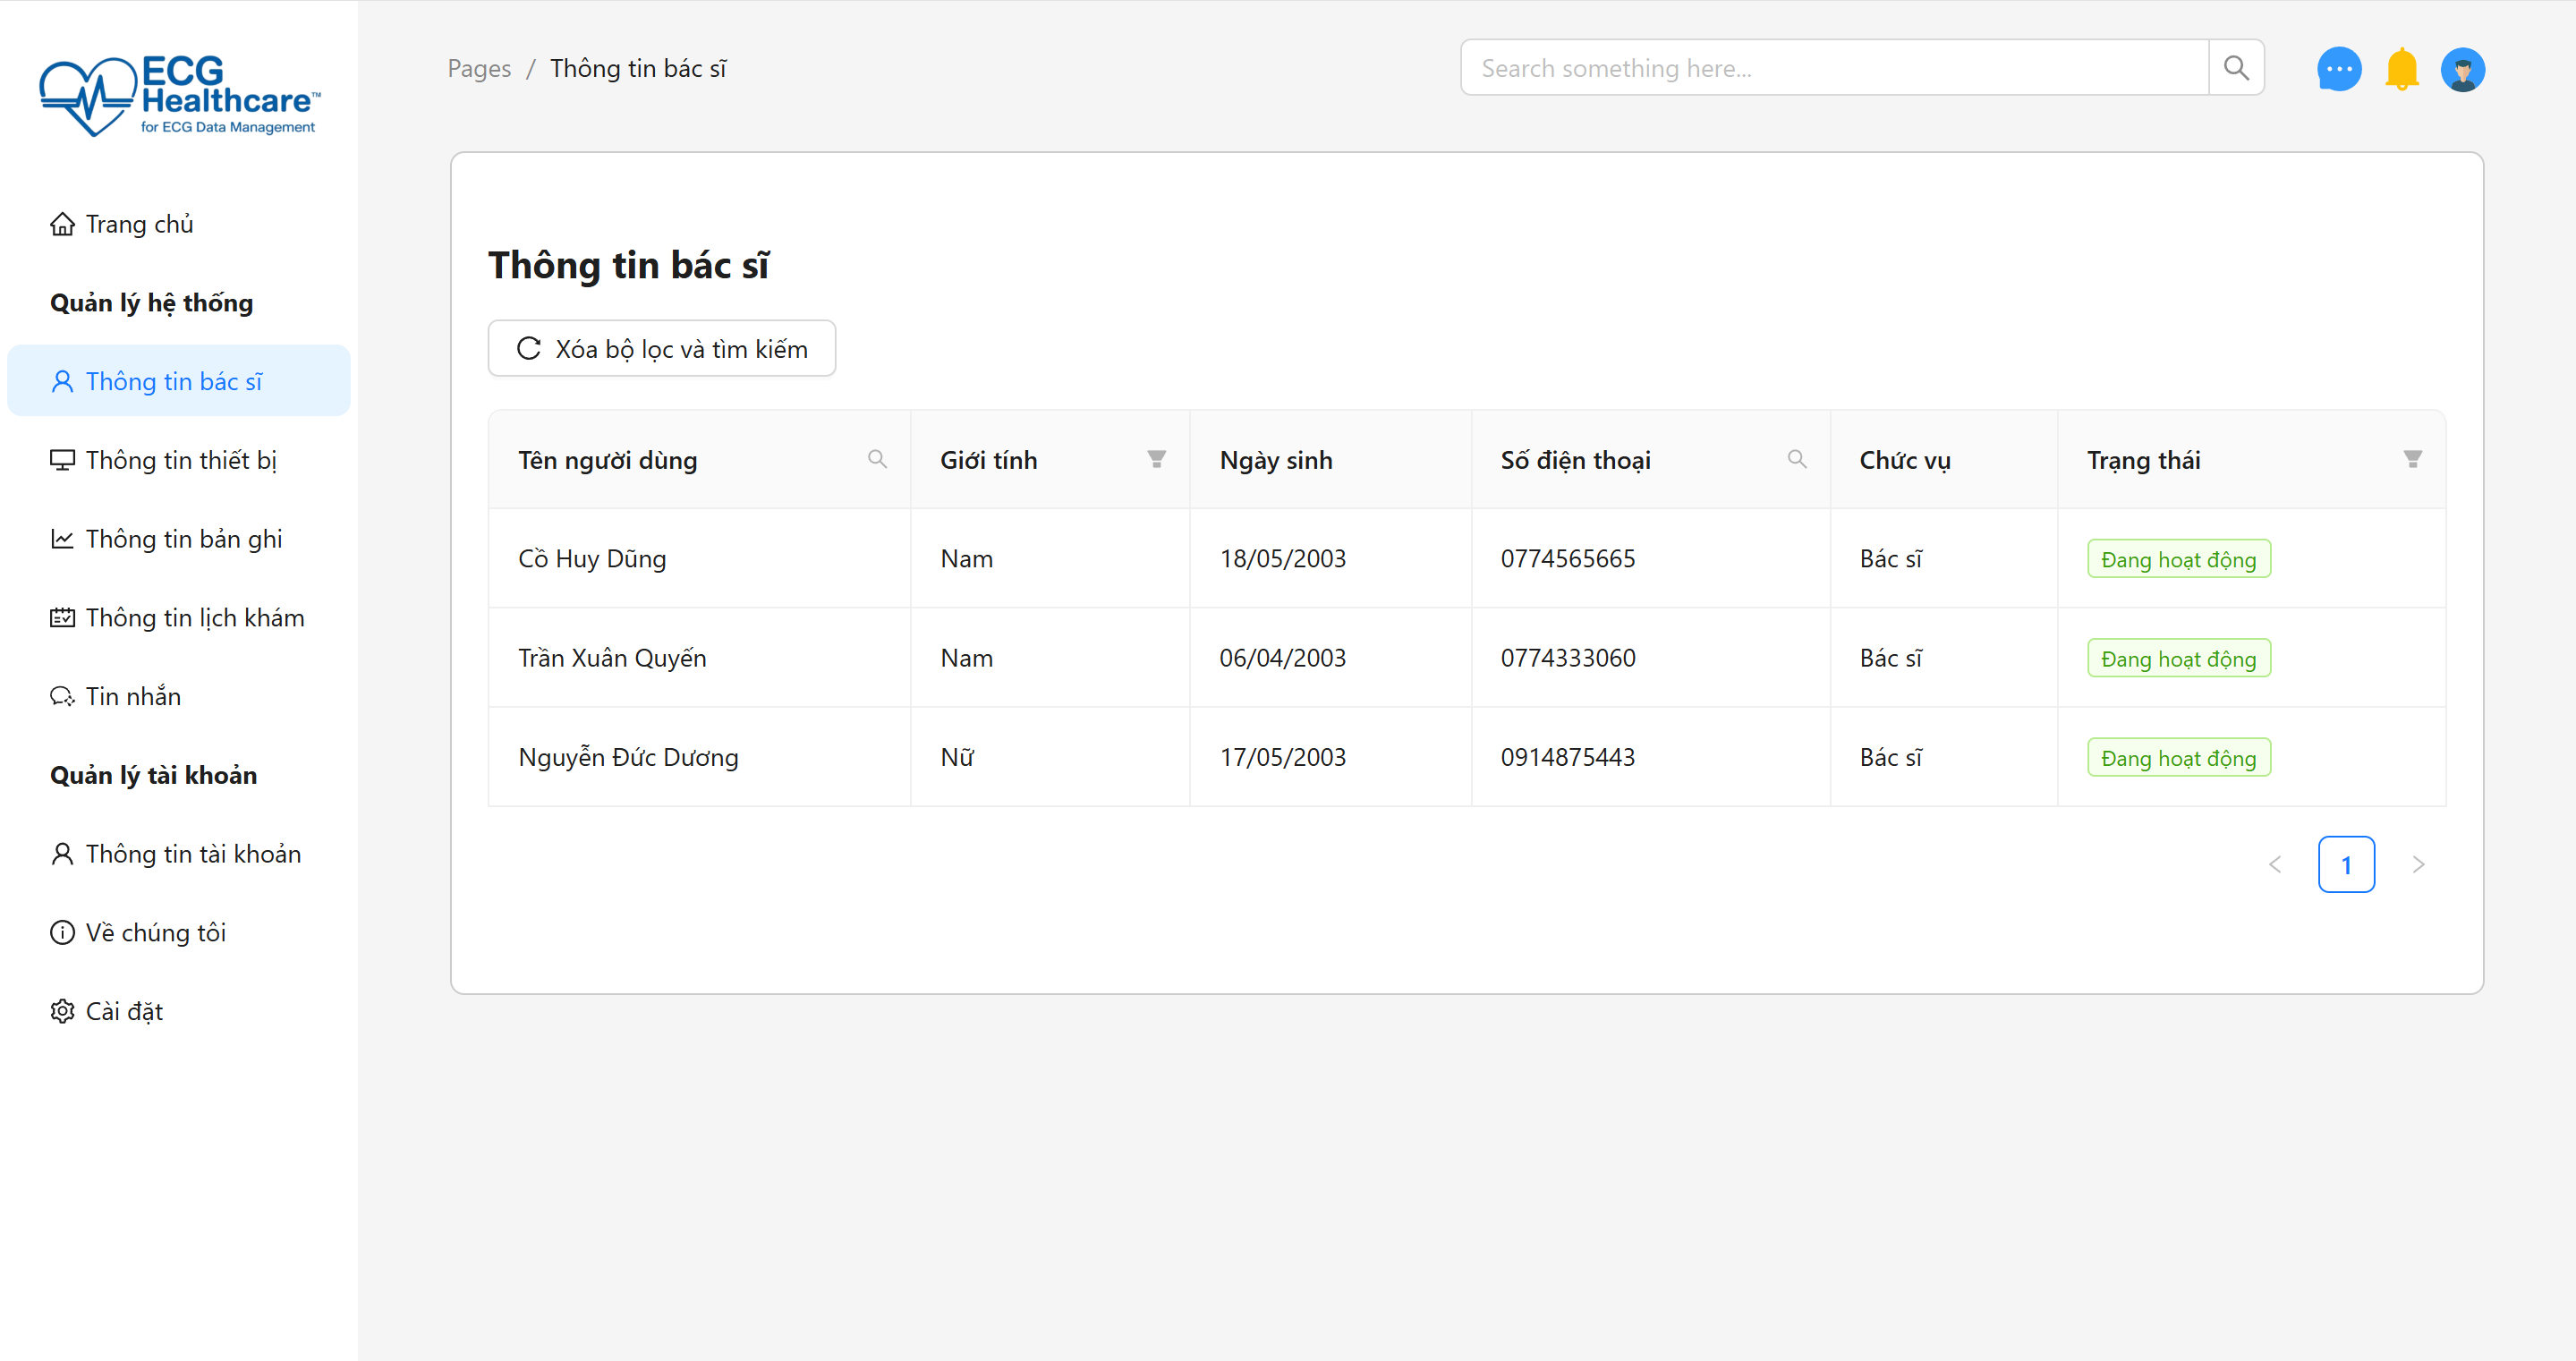 ECG
Healthcare™
for ECG Data Management
Trang chủ
Quản lý hệ thống
Thông tin bác sĩ
Thông tin thiết bị
Thông tin bản ghi
Thông tin lịch khám
Tin nhắn
Quản lý tài khoản
Thông tin tài khoản
Về chúng tôi
Cài đặt
Pages / Thông tin bác sĩ
Search something here...
Thông tin bác sĩ
Xóa bộ lọc và tìm kiếm
Tên người dùng Giới tính Ngày sinh Số điện thoại Chức vụ Trạng thái
Cồ Huy Dũng Nam 18/05/2003 0774565665 Bác sĩ Đang hoạt động
Trần Xuân Quyến Nam 06/04/2003 0774333060 Bác sĩ Đang hoạt động
Nguyễn Đức Dương Nữ 17/05/2003 0914875443 Bác sĩ Đang hoạt động
1